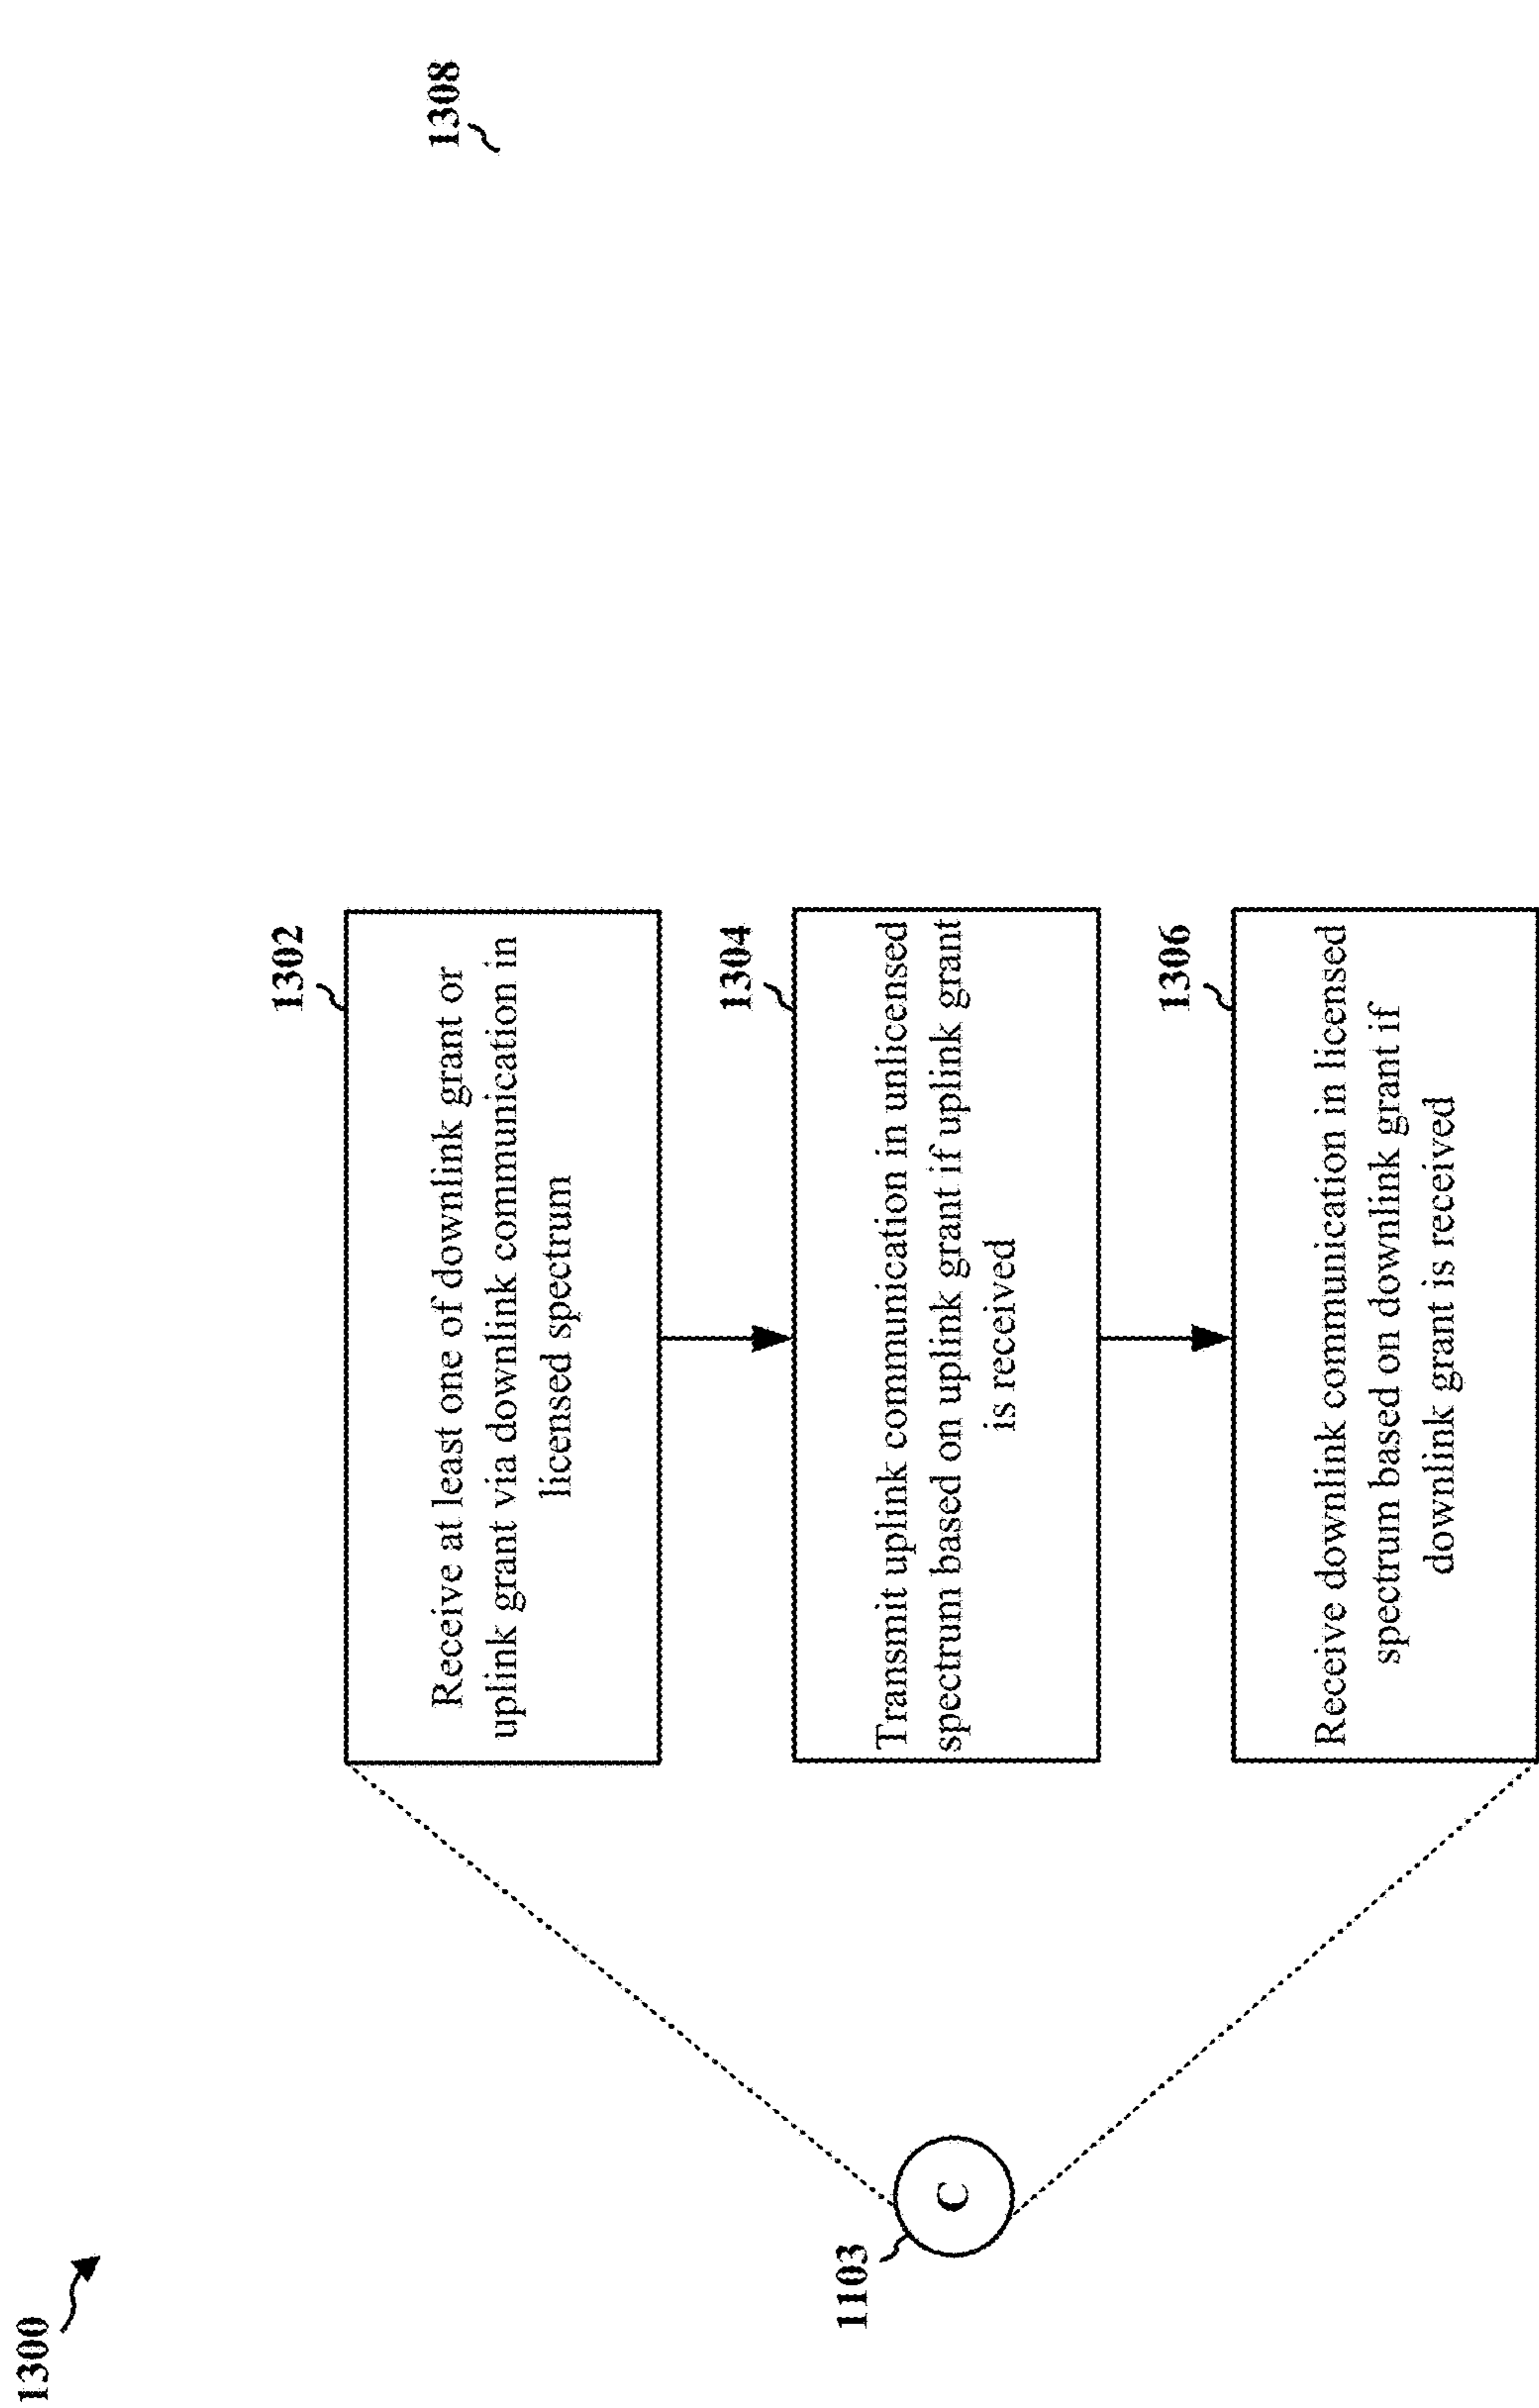 1300
1302
Receive at least one of downlink grant or
uplink grant via downlink communication in
licensed spectrum
1308
1304
Transmit uplink communication in unlicensed
spectrum based on uplink grant if uplink grant
is received
1103
C
1306
Receive downlink communication in licensed
spectrum based on downlink grant if
downlink grant is received